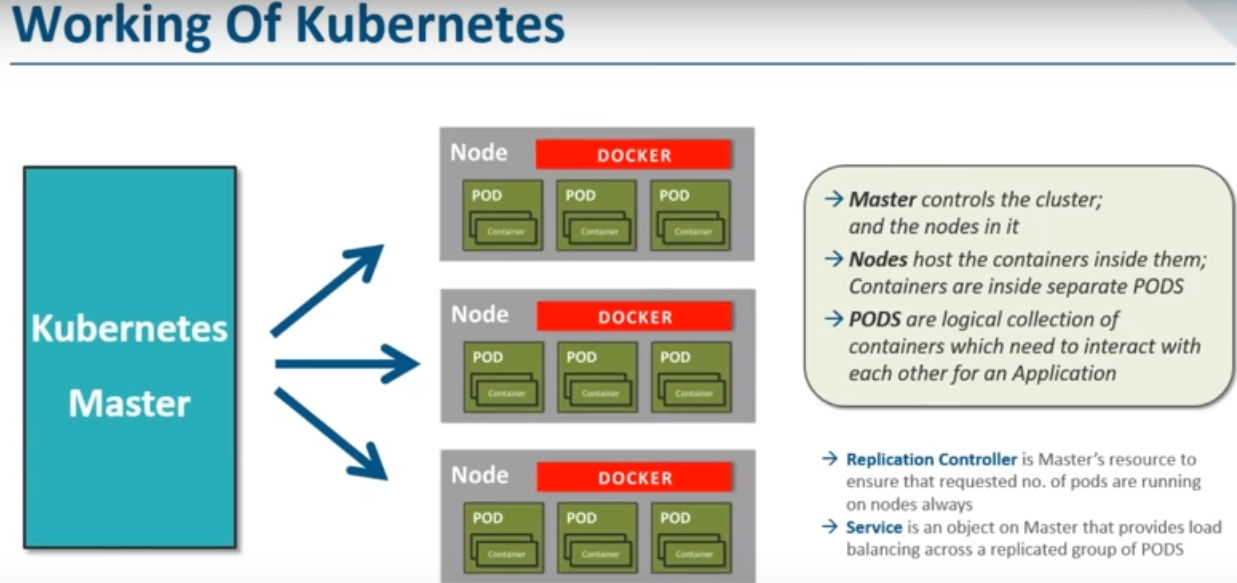 Working Of Kubernetes
Kubernetes
Master
Node
DOCKER
POD
POD
POD
Container
Container
Container
Node
DOCKER
POD
POD
POD
Container
Container
Container
Node
DOCKER
POD
POD
POD
Container
Container
Container
→ Master controls the cluster;
and the nodes in it
→ Nodes host the containers inside them;
Containers are inside separate PODS
→ PODS are logical collection of
containers which need to interact with
each other for an Application
→ Replication Controller is Master's resource to
ensure that requested no. of pods are running
on nodes always
→ Service is an object on Master that provides load
balancing across a replicated group of PODS